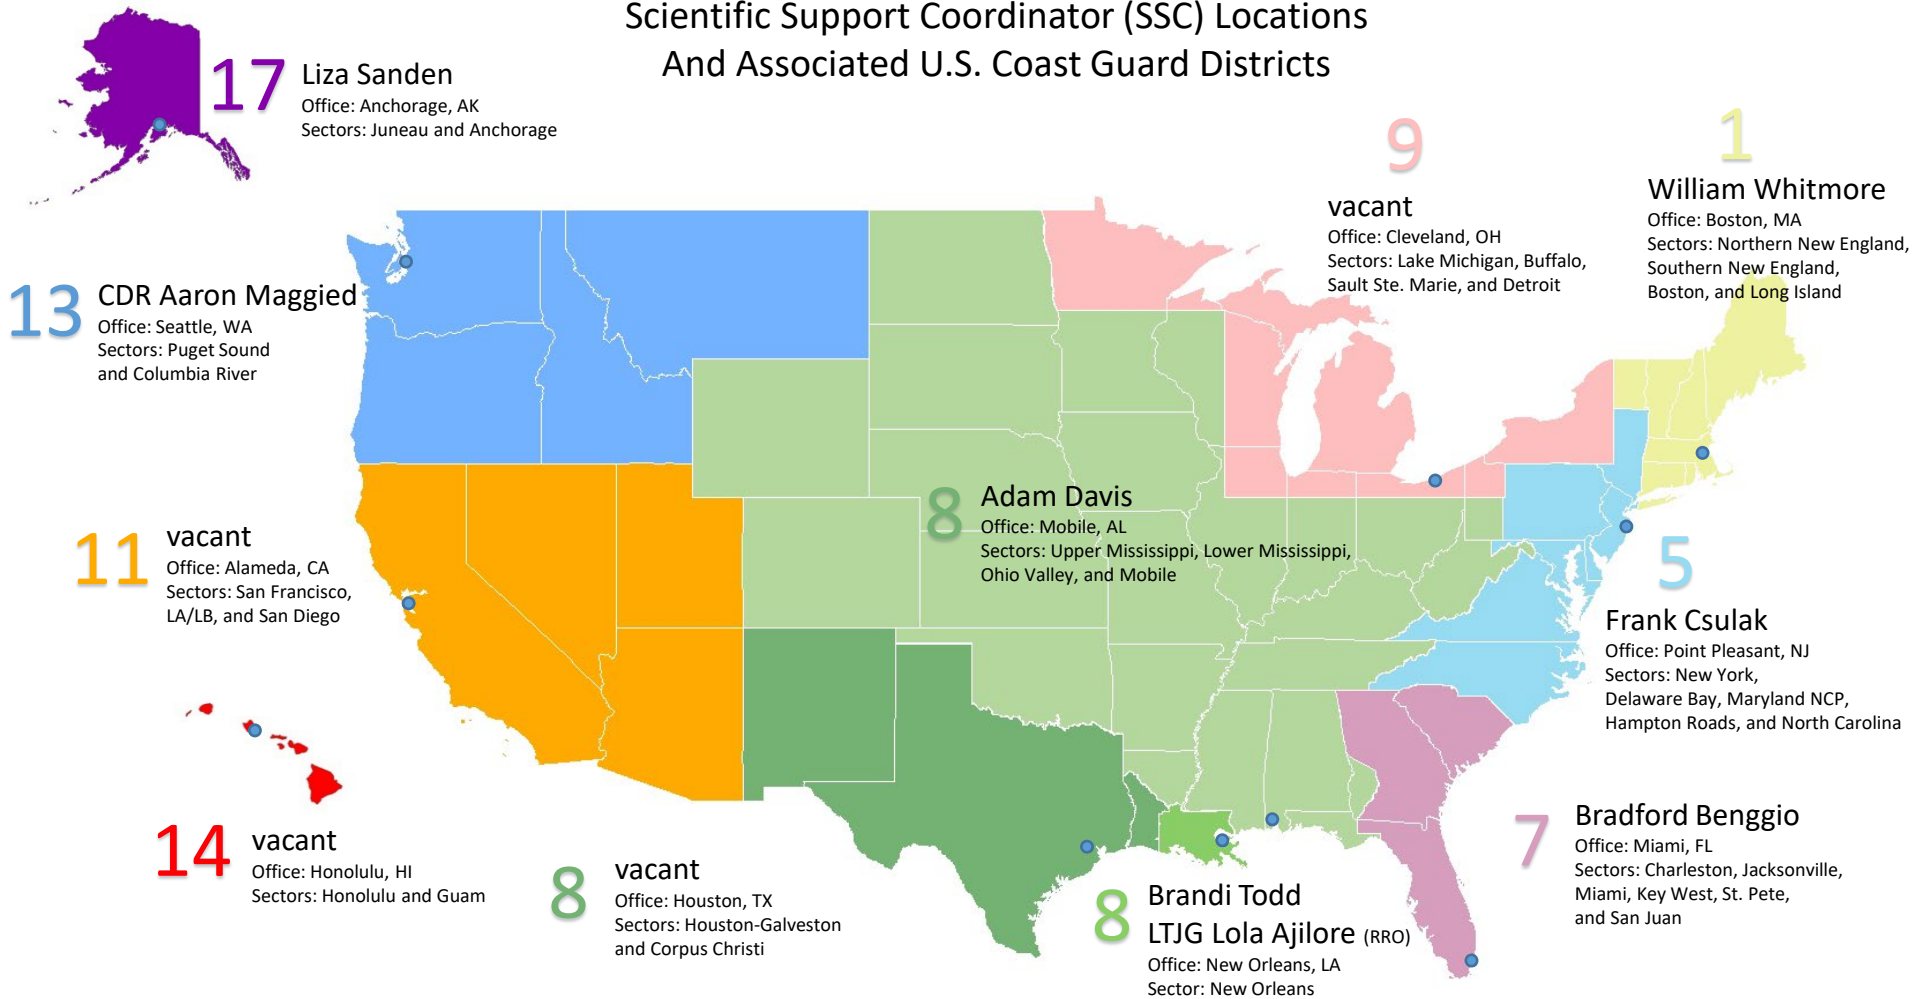 Scientific Support Coordinator (SSC) Locations
And Associated U.S. Coast Guard Districts
17
Liza Sanden
Office: Anchorage, AK
Sectors: Juneau and Anchorage
9
vacant
Office: Cleveland, OH
Sectors: Lake Michigan, Buffalo,
Sault Ste. Marie, and Detroit
1
William Whitmore
Office: Boston, MA
Sectors: Northern New England,
Southern New England,
Boston, and Long Island
13
CDR Aaron Maggied
Office: Seattle, WA
Sectors: Puget Sound
and Columbia River
8
Adam Davis
Office: Mobile, AL
Sectors: Upper Mississippi, Lower Mississippi,
Ohio Valley, and Mobile
11
vacant
Office: Alameda, CA
Sectors: San Francisco,
LA/LB, and San Diego
5
Frank Csulak
Office: Point Pleasant, NJ
Sectors: New York,
Delaware Bay, Maryland NCP,
Hampton Roads, and North Carolina
14
vacant
Office: Honolulu, HI
Sectors: Honolulu and Guam
8
vacant
Office: Houston, TX
Sectors: Houston-Galveston
and Corpus Christi
8
Brandi Todd
LTJG Lola Ajilore (RRO)
Office: New Orleans, LA
Sector: New Orleans
7
Bradford Benggio
Office: Miami, FL
Sectors: Charleston, Jacksonville,
Miami, Key West, St. Pete,
and San Juan